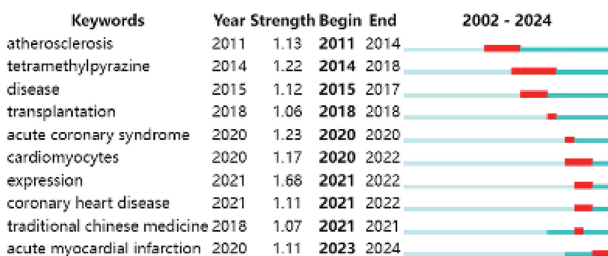 Keywords Year Strength Begin End 2002 - 2024
atherosclerosis 2011 1.13 2011 2014
tetramethylpyrazine 2014 1.22 2014 2018
disease 2015 1.12 2015 2017
transplantation 2018 1.06 2018 2018
acute coronary syndrome 2020 1.23 2020 2020
cardiomyocytes 2020 1.17 2020 2022
expression 2021 1.68 2021 2022
coronary heart disease 2021 1.11 2021 2022
traditional chinese medicine 2018 1.07 2021 2021
acute myocardial infarction 2020 1.11 2023 2024